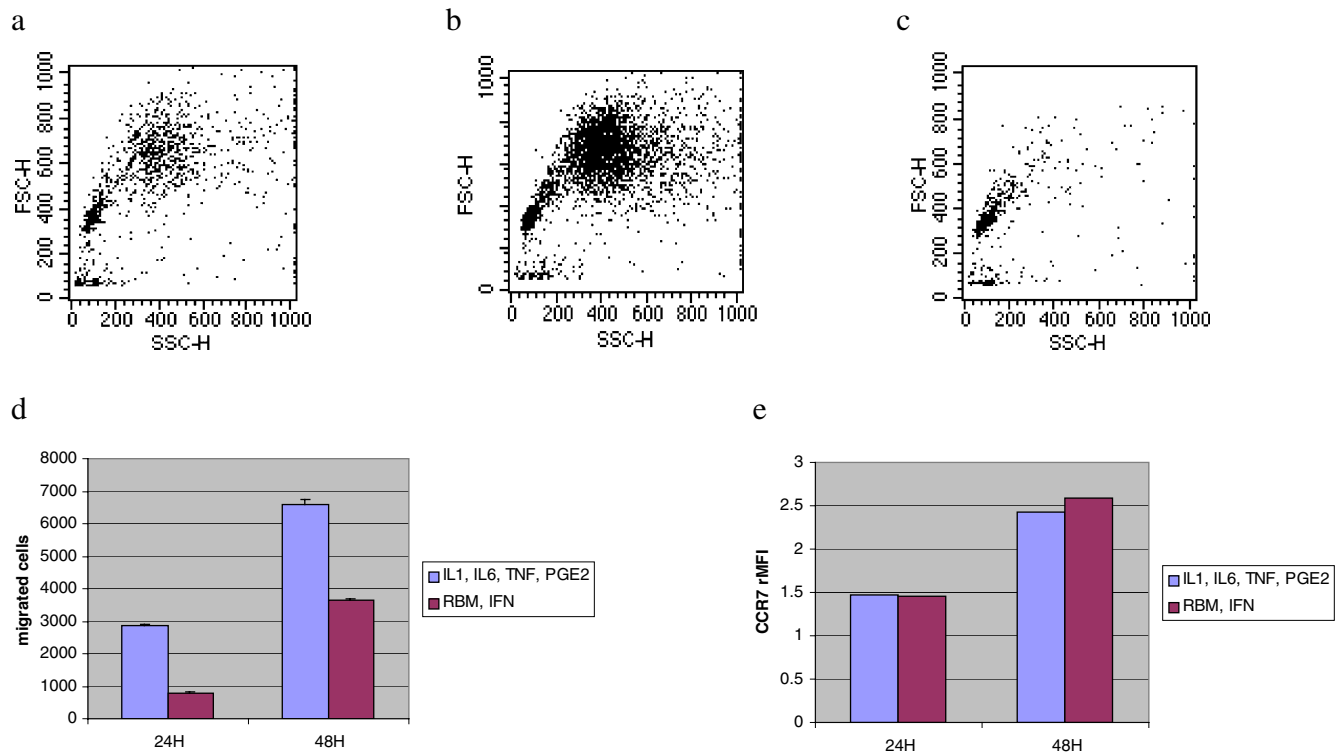 a
b
c
1000
800
600
400
200
0
FSC-H
0 200 400 600 800 1000
SSC-H
1000
0
FSC-H
0 200 400 600 800 1000
SSC-H
1000
800
600
400
200
0
FSC-H
0 200 400 600 800 1000
SSC-H
d
8000
7000
6000
5000
4000
3000
2000
1000
0
migrated cells
24H
48H
IL1, IL6, TNF, PGE2
RBM, IFN
e
3
2.5
2
1.5
1
0.5
0
CCR7 rMFI
24H
48H
IL1, IL6, TNF, PGE2
RBM, IFN